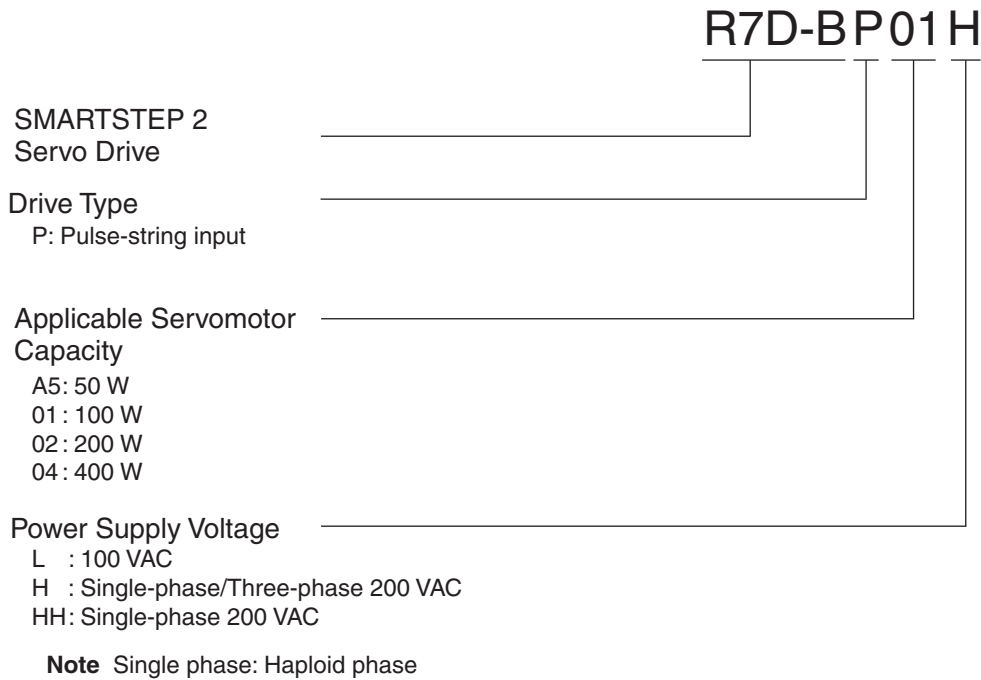 R7D-BP01H
SMARTSTEP 2
Servo Drive
Drive Type
P: Pulse-string input
Applicable Servomotor
Capacity
A5: 50 W
01 : 100 W
02 : 200 W
04 : 400 W
Power Supply Voltage
L : 100 VAC
H : Single-phase/Three-phase 200 VAC
HH: Single-phase 200 VAC
Note Single phase: Haploid phase